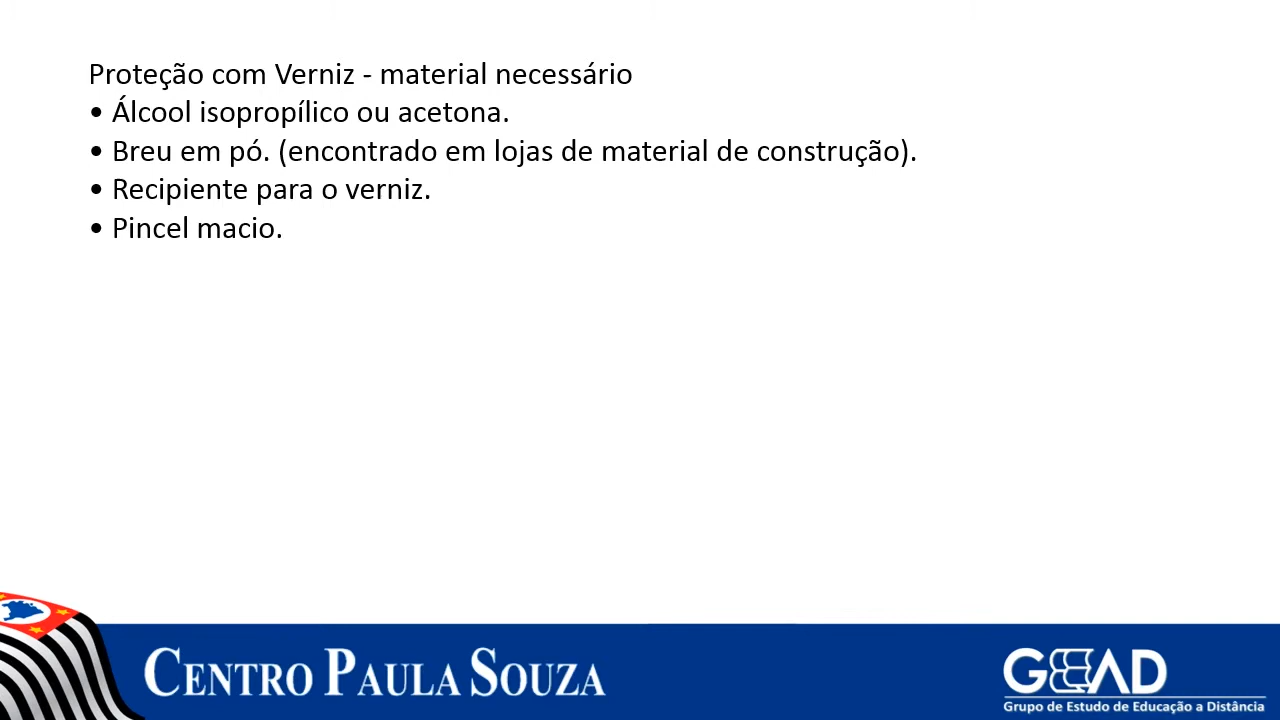 Proteção com Verniz - material necessário
• Álcool isopropílico ou acetona.
• Breu em pó. (encontrado em lojas de material de construção).
• Recipiente para o verniz.
• Pincel macio.
CENTRO PAULA SOUZA
GEEAD
Grupo de Estudo de Educação a Distância